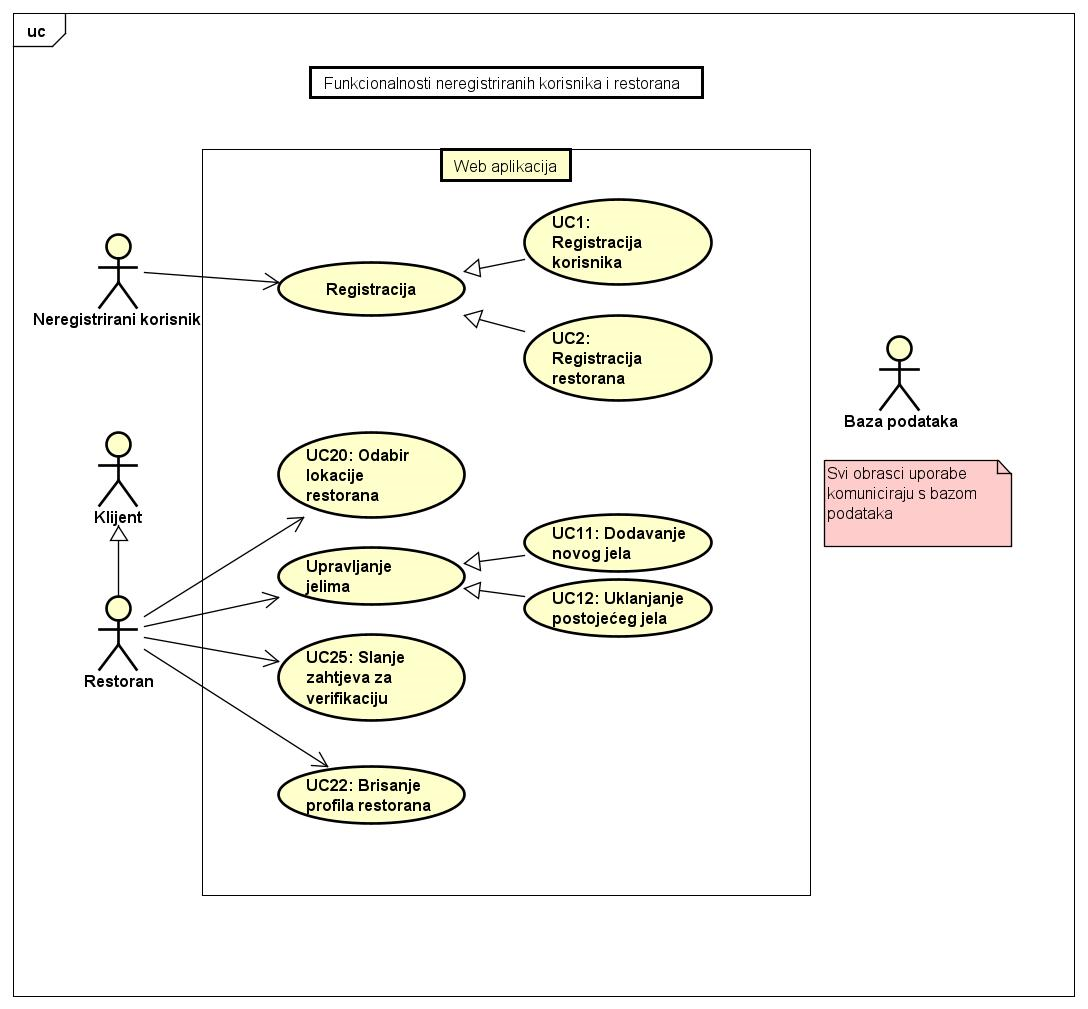 uc
Funkcionalnosti neregistriranih korisnika i restorana
Web aplikacija
UC1:
Registracija
korisnika
Registracija
Neregistrirani korisnik
UC2:
Registracija
restorana
Baza podataka
Svi obrasci uporabe
komuniciraju s bazom
podataka
Klijent
UC20: Odabir
lokacije
restorana
UC11: Dodavanje
novog jela
Upravljanje
jelima
UC12: Uklanjanje
postojećeg jela
Restoran
UC25: Slanje
zahtjeva za
verifikaciju
UC22: Brisanje
profila restorana